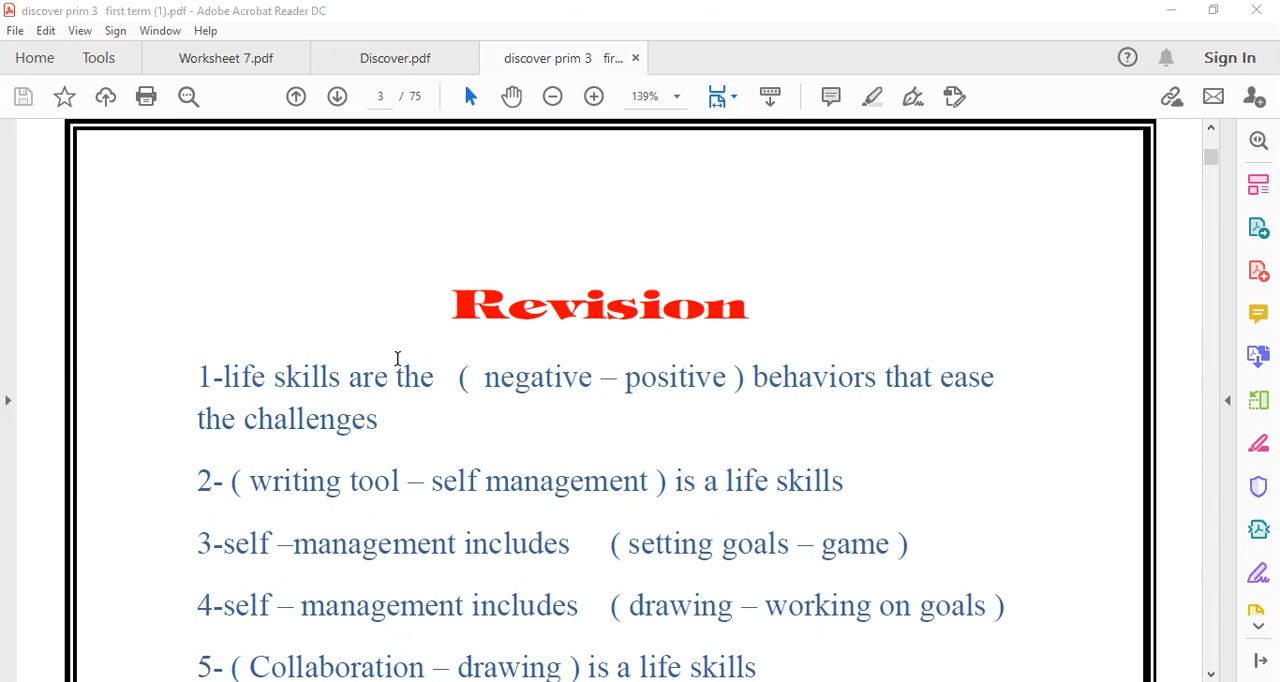 discover prim 3 first term (1).pdf - Adobe Acrobat Reader DC
File Edit View Sign Window Help
Home Tools Worksheet 7.pdf Discover.pdf discover prim 3 fir... × Sign In
3 / 75 139%
Revision
1-life skills are the ( negative – positive ) behaviors that ease
the challenges
2- ( writing tool – self management ) is a life skills
3-self –management includes ( setting goals – game )
4-self – management includes ( drawing – working on goals )
5- ( Collaboration – drawing ) is a life skills